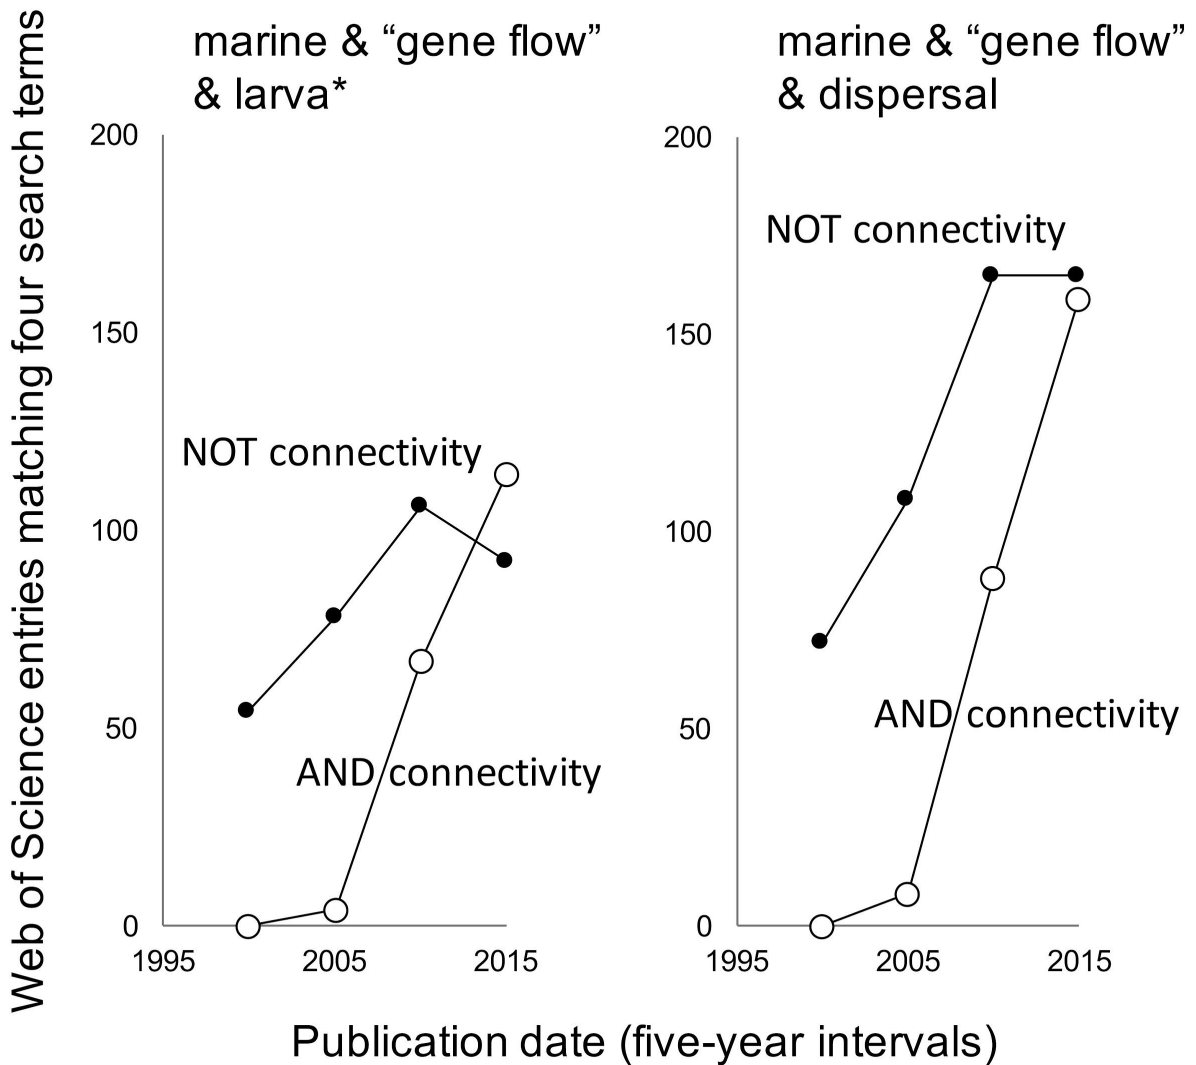 Web of Science entries matching four search terms
marine & “gene flow”
& larva*
200
150
100
50
0
NOT connectivity
AND connectivity
1995
2005
2015
marine & “gene flow”
& dispersal
200
150
100
50
0
NOT connectivity
AND connectivity
1995
2005
2015
Publication date (five-year intervals)